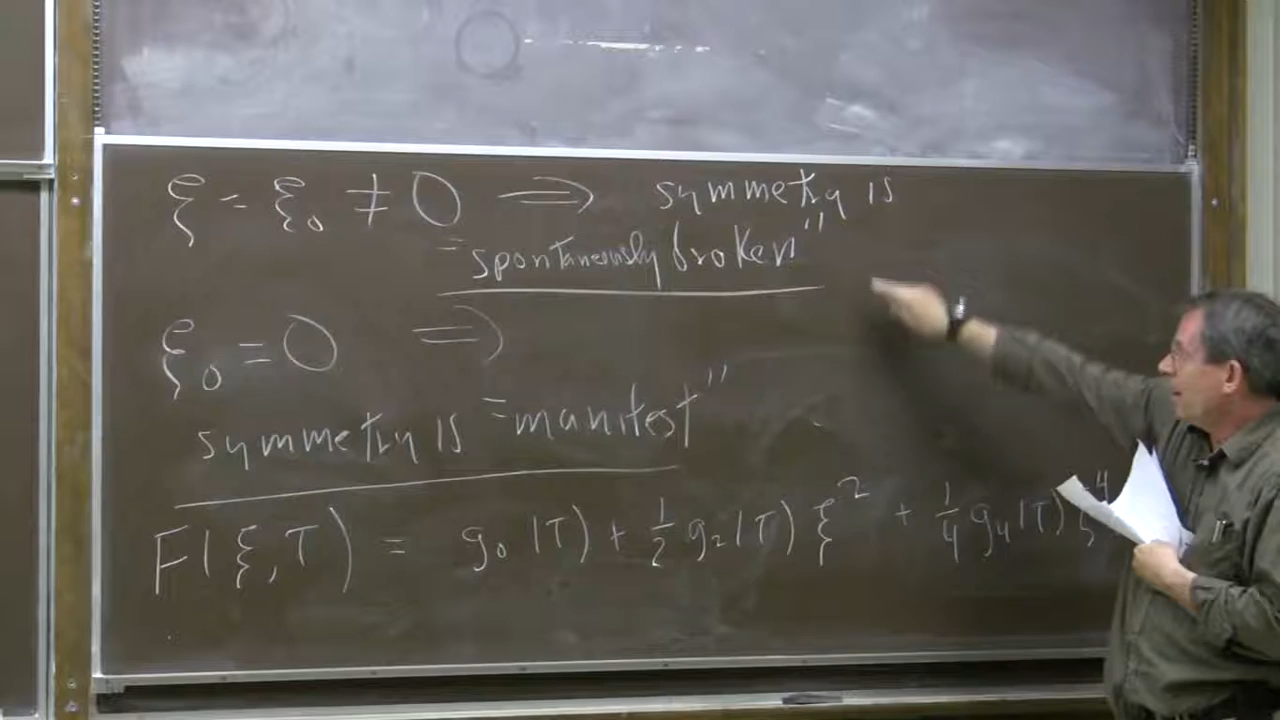 ξ = ξ₀ ≠ 0 ⟹ symmetry is
"spontaneously broken"
ξ₀ = 0 ⟹
symmetry is "manifest"
F(ξ,T) = g₀(T) + 1/2 g₂(T) ξ² + 1/4 g₄(T) ξ⁴